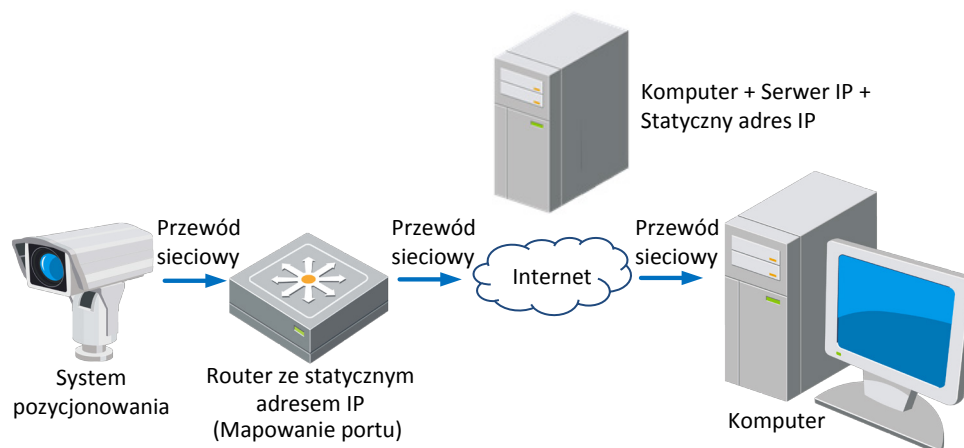 Komputer + Serwer IP +
Statyczny adres IP
Przewód
sieciowy
Przewód
sieciowy
Przewód
sieciowy
Internet
System
pozycjonowania
Router ze statycznym
adresem IP
(Mapowanie portu)
Komputer